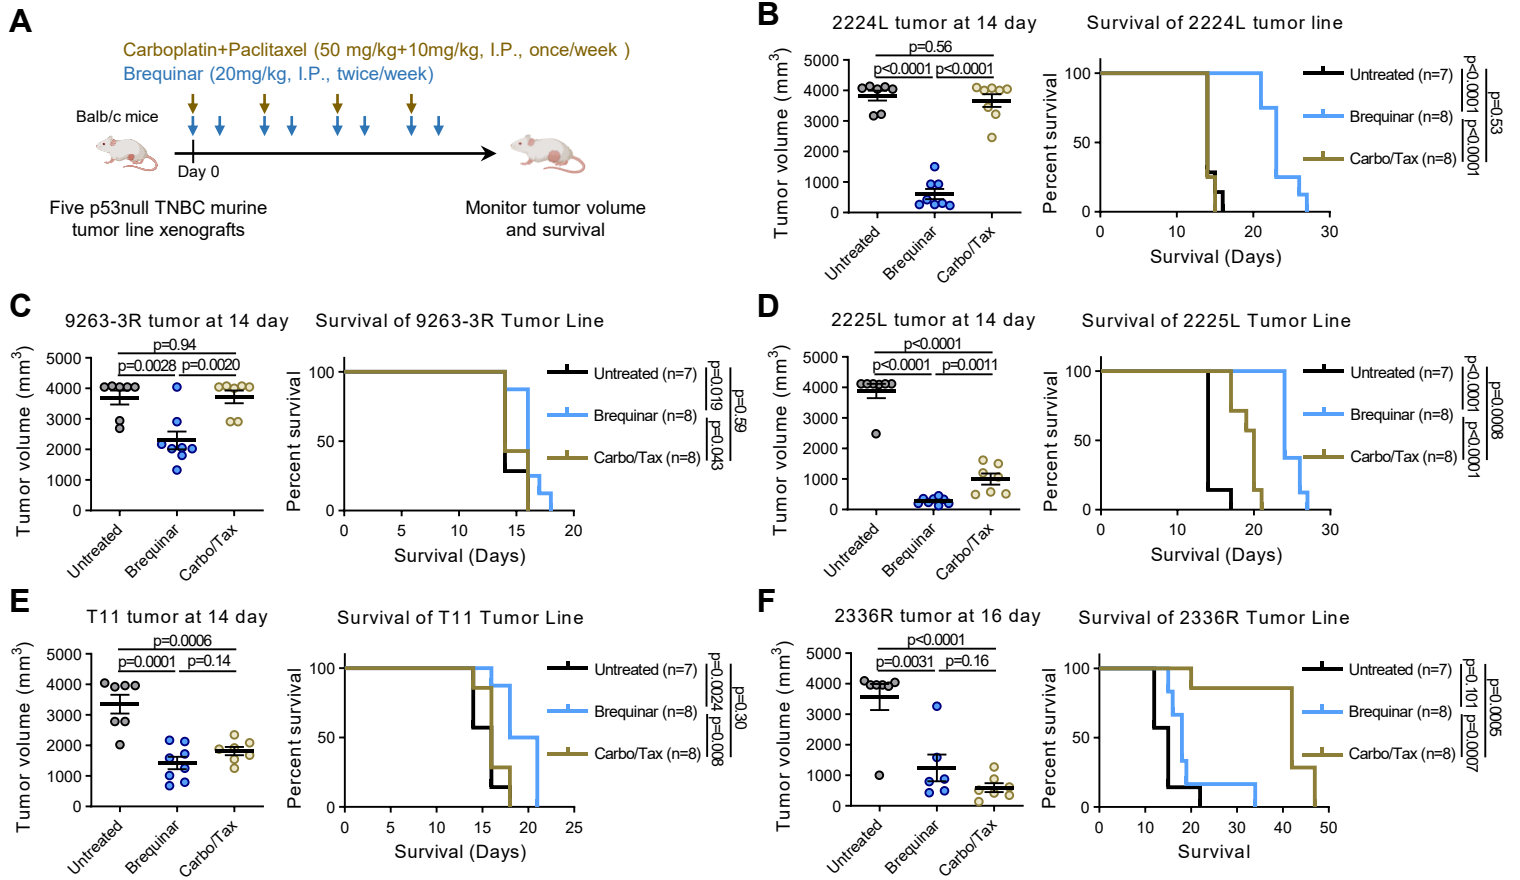 A
Carboplatin+Paclitaxel (50 mg/kg+10mg/kg, I.P., once/week )
Brequinar (20mg/kg, I.P., twice/week)
Balb/c mice
Day 0
Five p53null TNBC murine
tumor line xenografts
Monitor tumor volume
and survival
B
2224L tumor at 14 day
p=0.56
p<0.0001
p<0.0001
Tumor volume (mm3)
5000
4000
3000
2000
1000
0
Untreated
Brequinar
Carbo/Tax
Survival of 2224L tumor line
Percent survival
100
50
0
0
10
20
30
Survival (Days)
Untreated (n=7)
Brequinar (n=8)
Carbo/Tax (n=8)
p<0.0001
p<0.0001
p=0.53
C
9263-3R tumor at 14 day
p=0.94
p=0.0028
p=0.0020
Tumor volume (mm3)
5000
4000
3000
2000
1000
0
Untreated
Brequinar
Carbo/Tax
Survival of 9263-3R Tumor Line
Percent survival
100
50
0
0
5
10
15
20
Survival (Days)
Untreated (n=7)
Brequinar (n=8)
Carbo/Tax (n=8)
p=0.019
p=0.043
p=0.59
D
2225L tumor at 14 day
p<0.0001
p<0.0001
p=0.0011
Tumor volume (mm3)
5000
4000
3000
2000
1000
0
Untreated
Brequinar
Carbo/Tax
Survival of 2225L Tumor Line
Percent survival
100
50
0
0
10
20
30
Survival (Days)
Untreated (n=7)
Brequinar (n=8)
Carbo/Tax (n=8)
p<0.0001
p<0.0001
p=0.0008
E
T11 tumor at 14 day
p=0.0006
p=0.0001
p=0.14
Tumor volume (mm3)
5000
4000
3000
2000
1000
0
Untreated
Brequinar
Carbo/Tax
Survival of T11 Tumor Line
Percent survival
100
50
0
0
5
10
15
20
25
Survival (Days)
Untreated (n=7)
Brequinar (n=8)
Carbo/Tax (n=8)
p=0.0024
p=0.008
p=0.30
F
2336R tumor at 16 day
p<0.0001
p=0.0031
p=0.16
Tumor volume (mm3)
5000
4000
3000
2000
1000
0
Untreated
Brequinar
Carbo/Tax
Survival of 2336R Tumor Line
Percent survival
100
50
0
0
10
20
30
40
50
Survival
Untreated (n=7)
Brequinar (n=8)
Carbo/Tax (n=8)
p=0.101
p=0.0007
p=0.0005